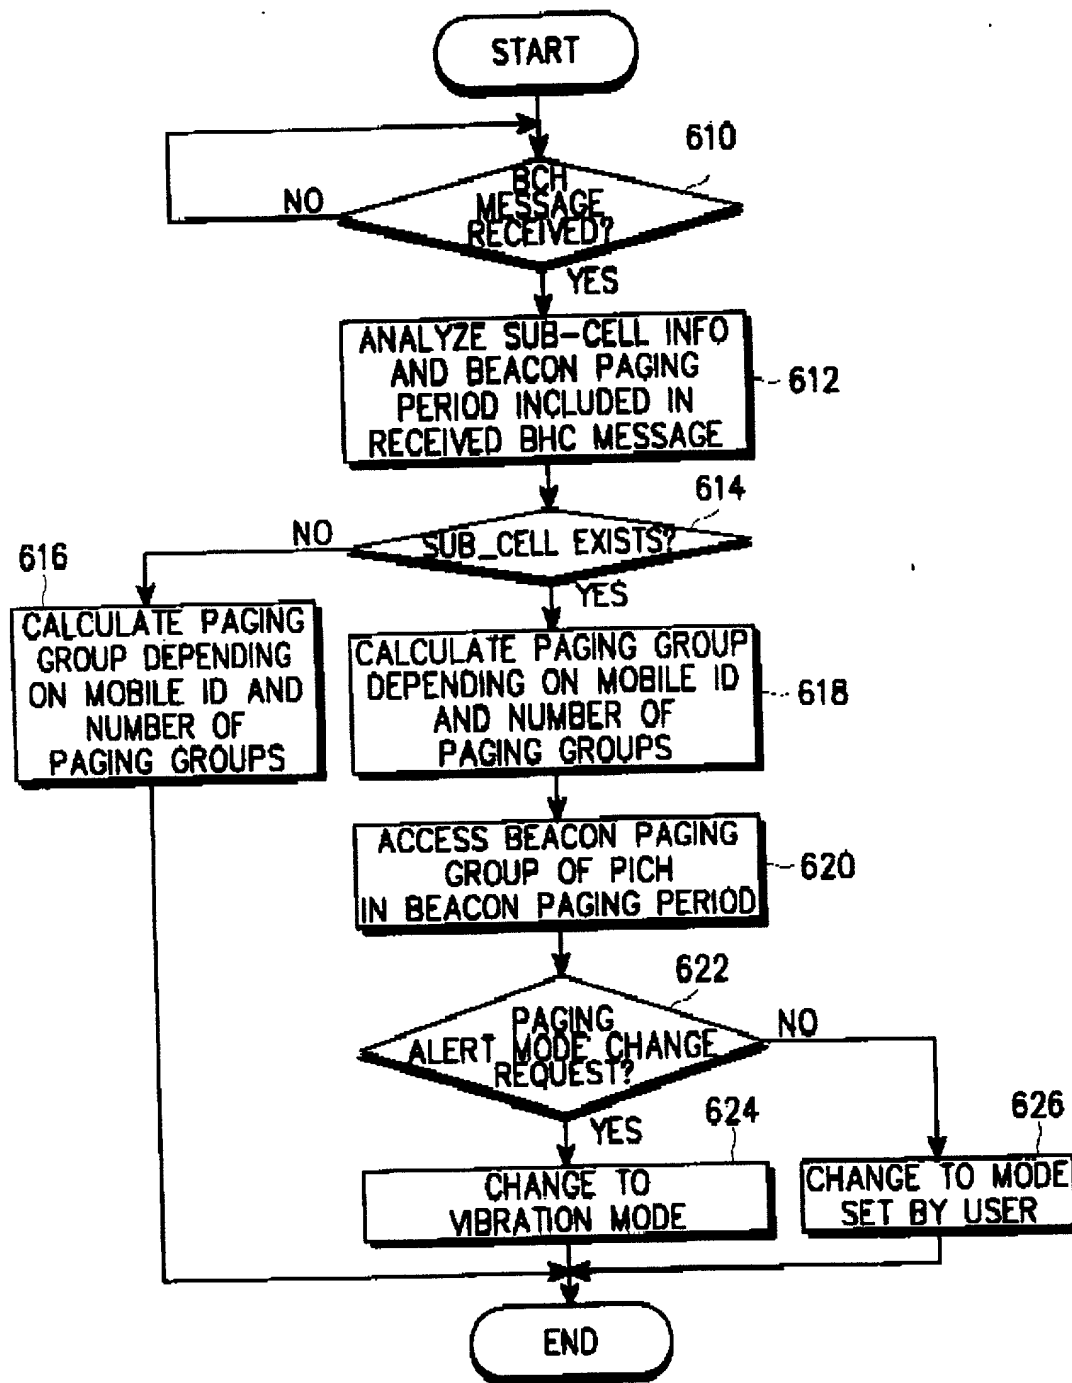 START
610
BCH
MESSAGE
RECEIVED?
NO
YES
ANALYZE SUB-CELL INFO
AND BEACON PAGING
PERIOD INCLUDED IN
RECEIVED BHC MESSAGE
612
614
SUB_CELL EXISTS?
NO
YES
616
CALCULATE PAGING
GROUP DEPENDING
ON MOBILE ID AND
NUMBER OF
PAGING GROUPS
CALCULATE PAGING GROUP
DEPENDING ON MOBILE ID
AND NUMBER OF
PAGING GROUPS
618
ACCESS BEACON PAGING
GROUP OF PICH
IN BEACON PAGING PERIOD
620
622
PAGING
ALERT MODE CHANGE
REQUEST?
NO
YES
624
CHANGE TO
VIBRATION MODE
626
CHANGE TO MODE
SET BY USER
END